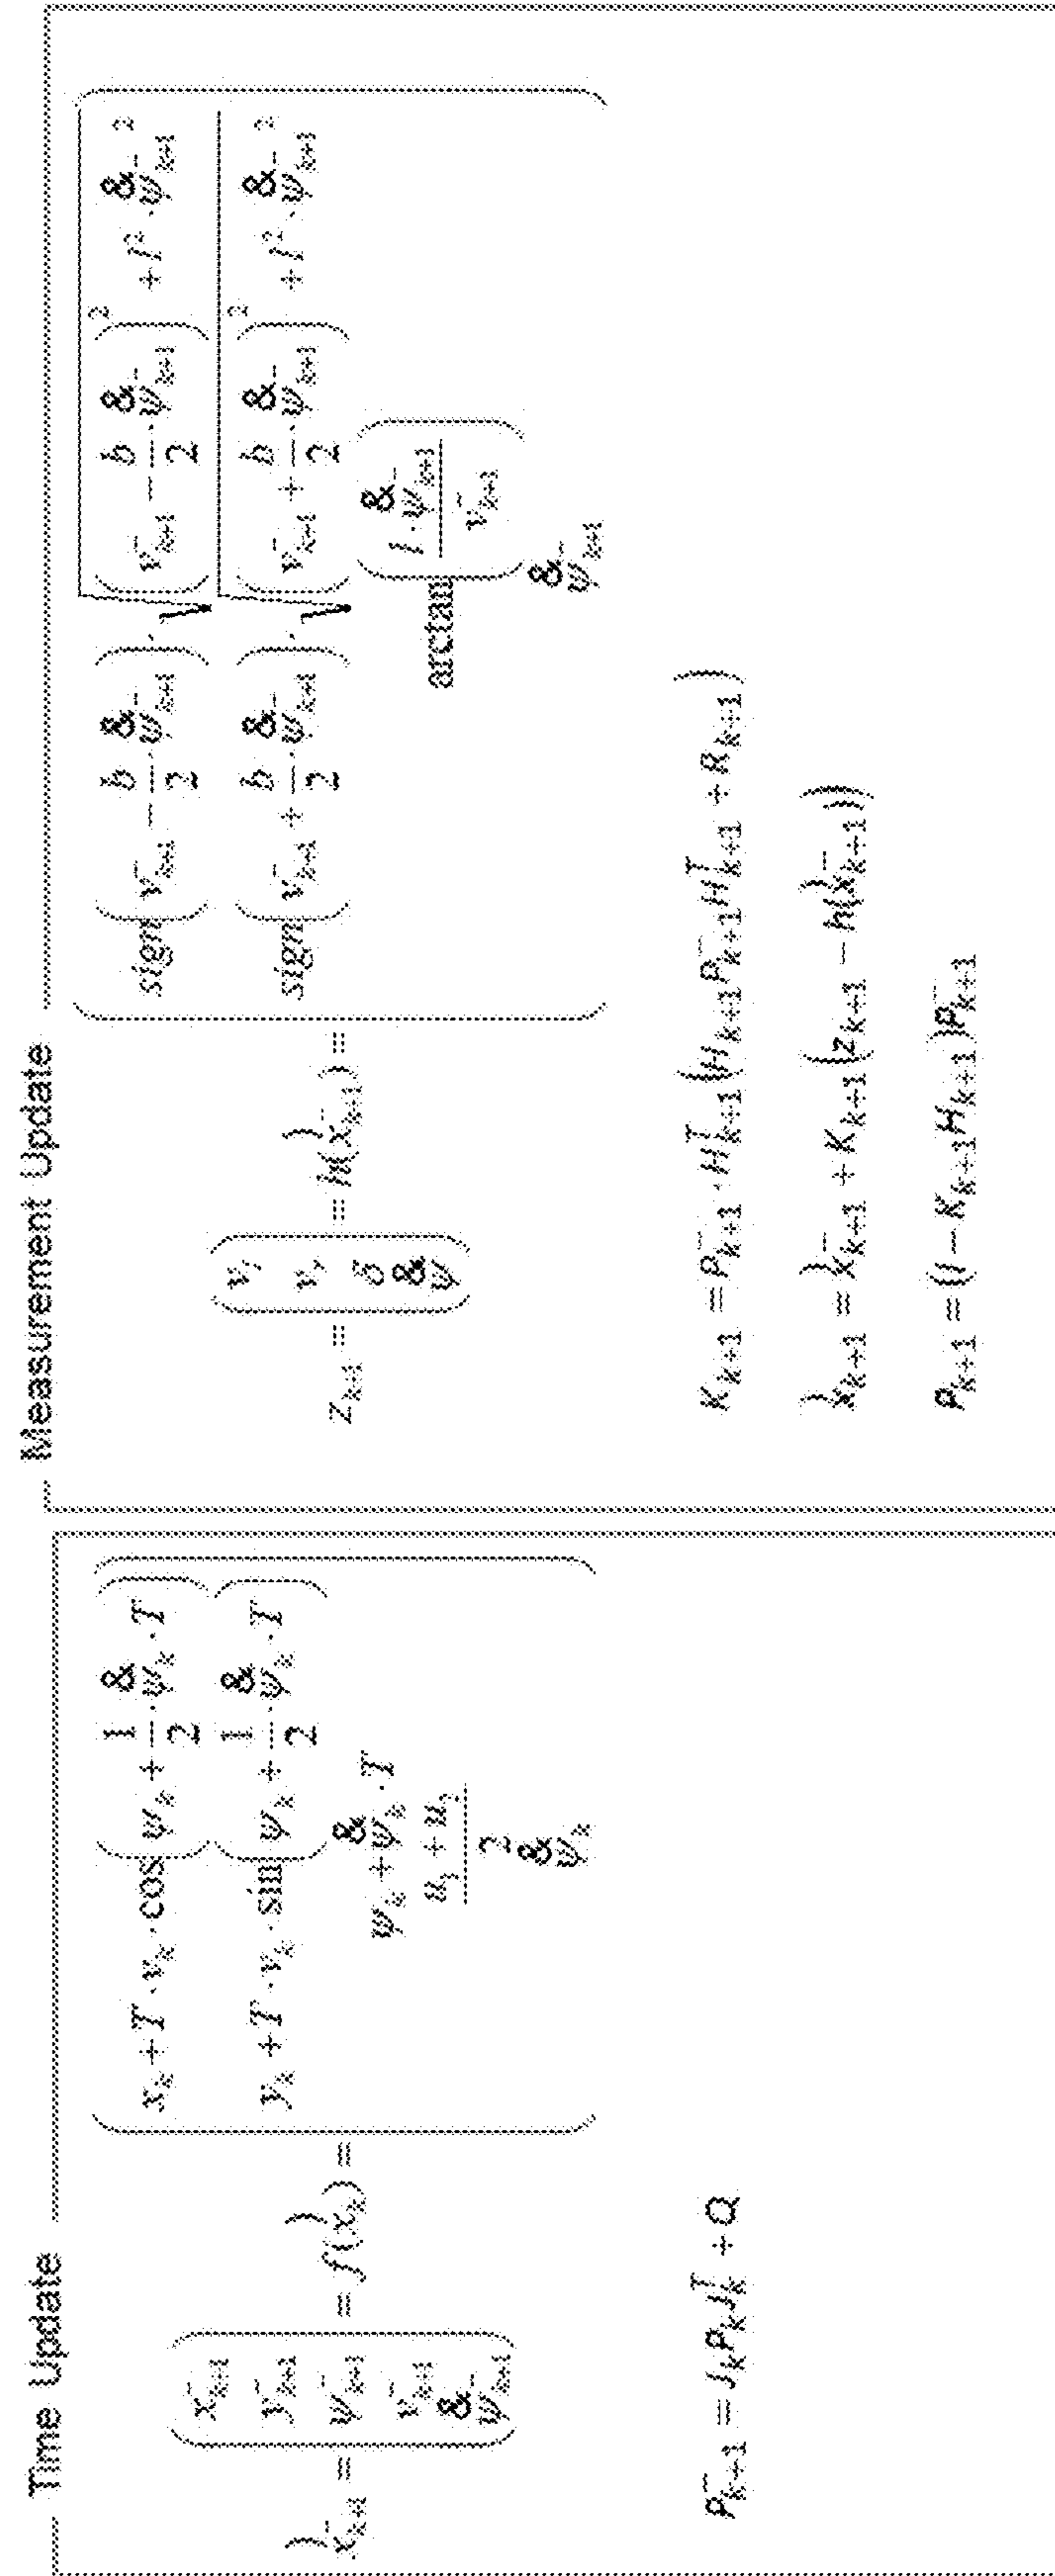 Time Update
x̂⁻ₖ₊₁ = ( x⁻ₖ₊₁ y⁻ₖ₊₁ ψ⁻ₖ₊₁ v⁻ₖ₊₁ &ψ⁻ₖ₊₁ ) = f(x̂ₖ) =
xₖ + T · vₖ · cos( ψₖ + 1/2 · &ψₖ · T )
yₖ + T · vₖ · sin( ψₖ + 1/2 · &ψₖ · T )
ψₖ + &ψₖ · T
2
&ψₖ
P⁻ₖ₊₁ = JₖPₖJₖᵀ + Q
Measurement Update
zₖ₊₁ = ( δ &ψ ) = h(x̂⁻ₖ₊₁) =
sign( v⁻ₖ₊₁ − b/2 · &ψ⁻ₖ₊₁ ) · √( ( v⁻ₖ₊₁ − b/2 · &ψ⁻ₖ₊₁ )² + l² · &ψ⁻ₖ₊₁² )
sign( v⁻ₖ₊₁ + b/2 · &ψ⁻ₖ₊₁ ) · √( ( v⁻ₖ₊₁ + b/2 · &ψ⁻ₖ₊₁ )² + l² · &ψ⁻ₖ₊₁² )
arctan( l · &ψ⁻ₖ₊₁ / v⁻ₖ₊₁ )
&ψ⁻ₖ₊₁
Kₖ₊₁ = P⁻ₖ₊₁ · Hᵀₖ₊₁(Hₖ₊₁P⁻ₖ₊₁Hᵀₖ₊₁ + Rₖ₊₁)
x̂ₖ₊₁ = x̂⁻ₖ₊₁ + Kₖ₊₁(zₖ₊₁ − h(x̂⁻ₖ₊₁))
Pₖ₊₁ = (I − Kₖ₊₁Hₖ₊₁)P⁻ₖ₊₁